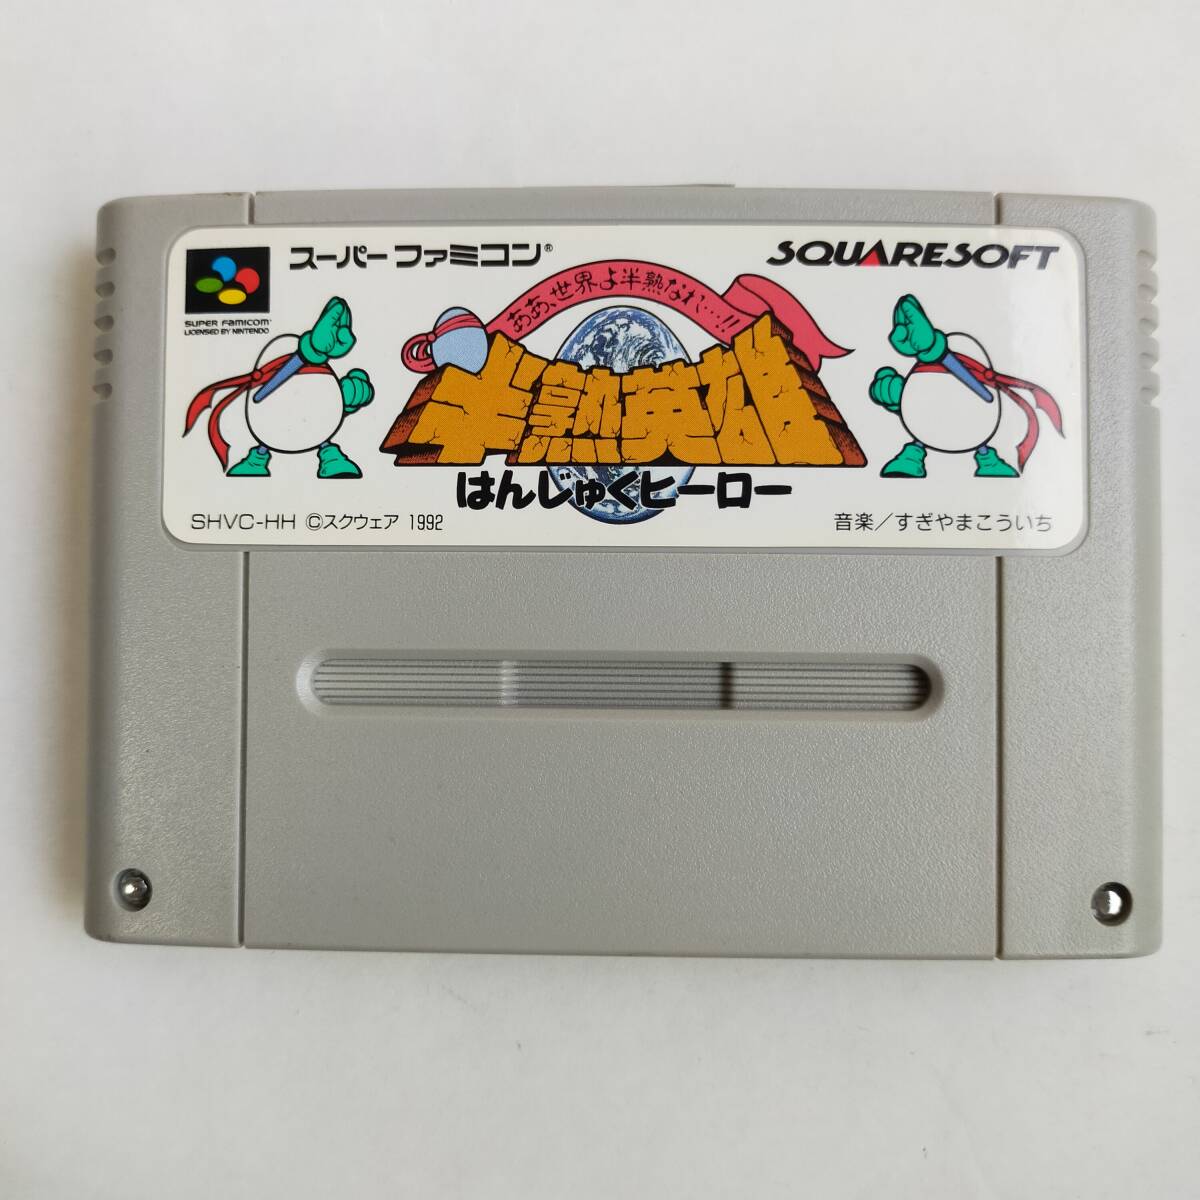 スーパーファミコン®
SQUARESOFT
SUPER FAMICOM
LICENSED BY NINTENDO
ああ、世界よ半熟なれ…!!
半熟英雄
はんじゅくヒーロー
SHVC-HH ©スクウェア 1992
音楽/すぎやまこういち